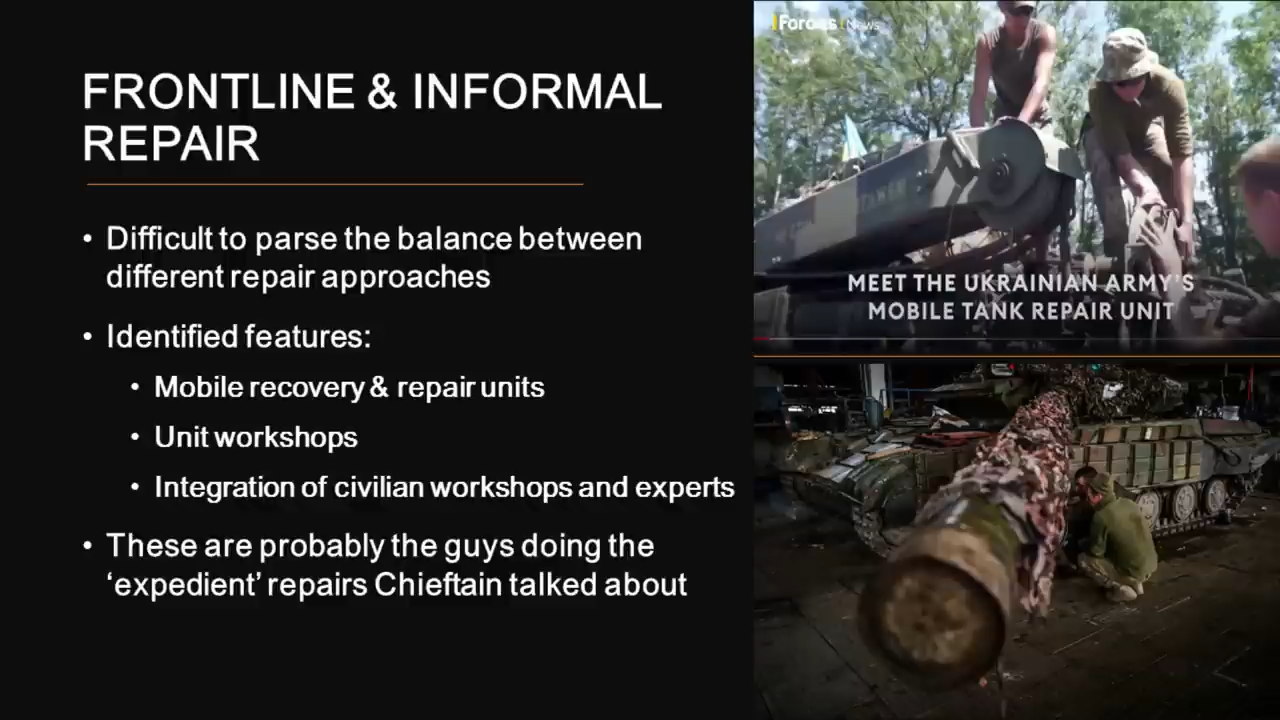 FRONTLINE & INFORMAL
REPAIR
• Difficult to parse the balance between
different repair approaches
• Identified features:
• Mobile recovery & repair units
• Unit workshops
• Integration of civilian workshops and experts
• These are probably the guys doing the
‘expedient’ repairs Chieftain talked about
Forces News
MEET THE UKRAINIAN ARMY'S
MOBILE TANK REPAIR UNIT